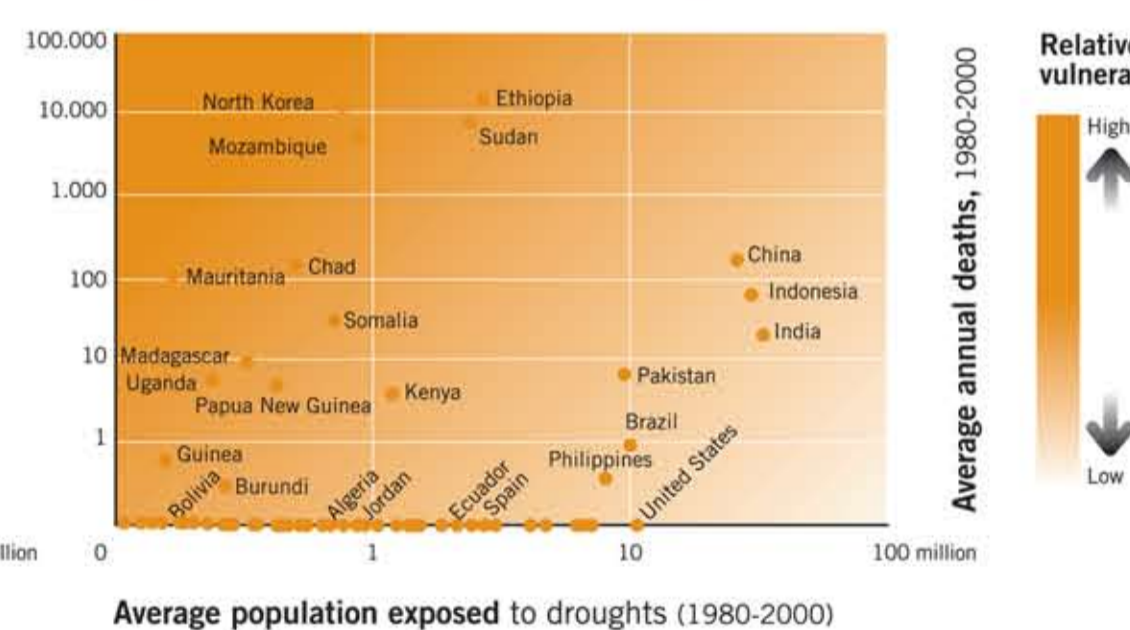 100.000
10.000
1.000
100
10
1
North Korea
Ethiopia
Mozambique
Sudan
China
Mauritania
Chad
Indonesia
Somalia
India
Madagascar
Uganda
Pakistan
Papua New Guinea
Kenya
Brazil
Guinea
Philippines
Bolivia
Burundi
Algeria
Jordan
Ecuador
Spain
United States
llion
0
1
10
100 million
Average population exposed to droughts (1980-2000)
Average annual deaths, 1980-2000
Relative
vulnera
High
Low